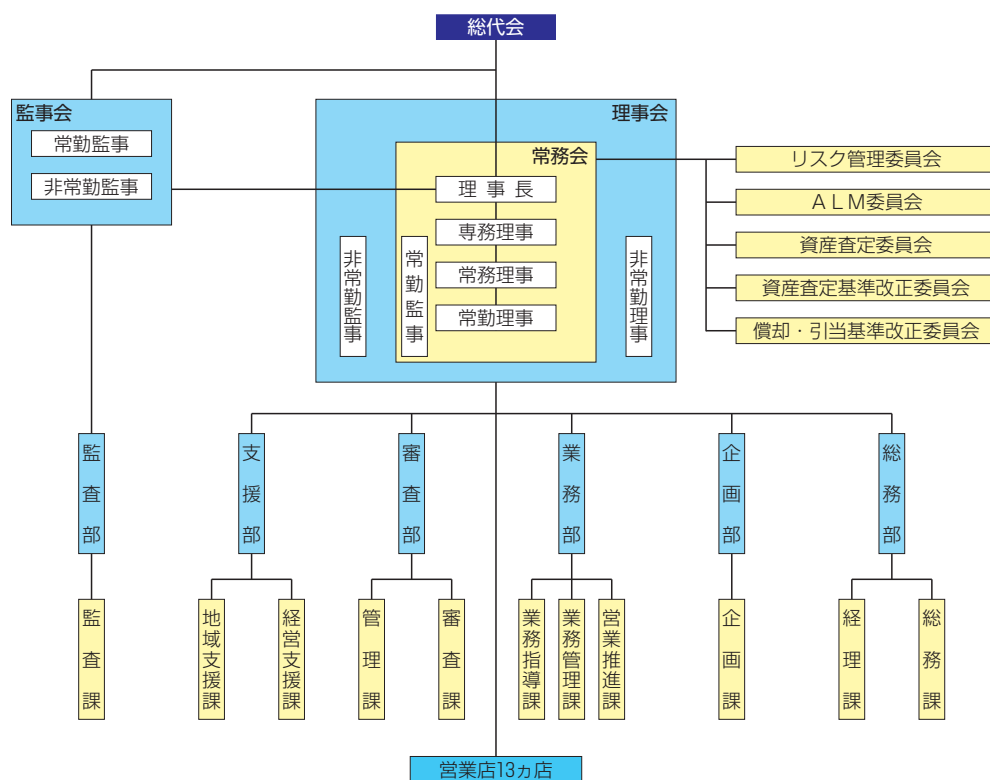 総代会
監事会
常勤監事
非常勤監事
理事会
常務会
理事長
専務理事
常務理事
常勤理事
非常勤監事
常勤監事
非常勤理事
リスク管理委員会
ALM委員会
資産査定委員会
資産査定基準改正委員会
償却・引当基準改正委員会
監査部
支援部
審査部
業務部
企画部
総務部
監査課
地域支援課
経営支援課
管理課
審査課
業務指導課
業務管理課
営業推進課
企画課
経理課
総務課
営業店13ヵ店